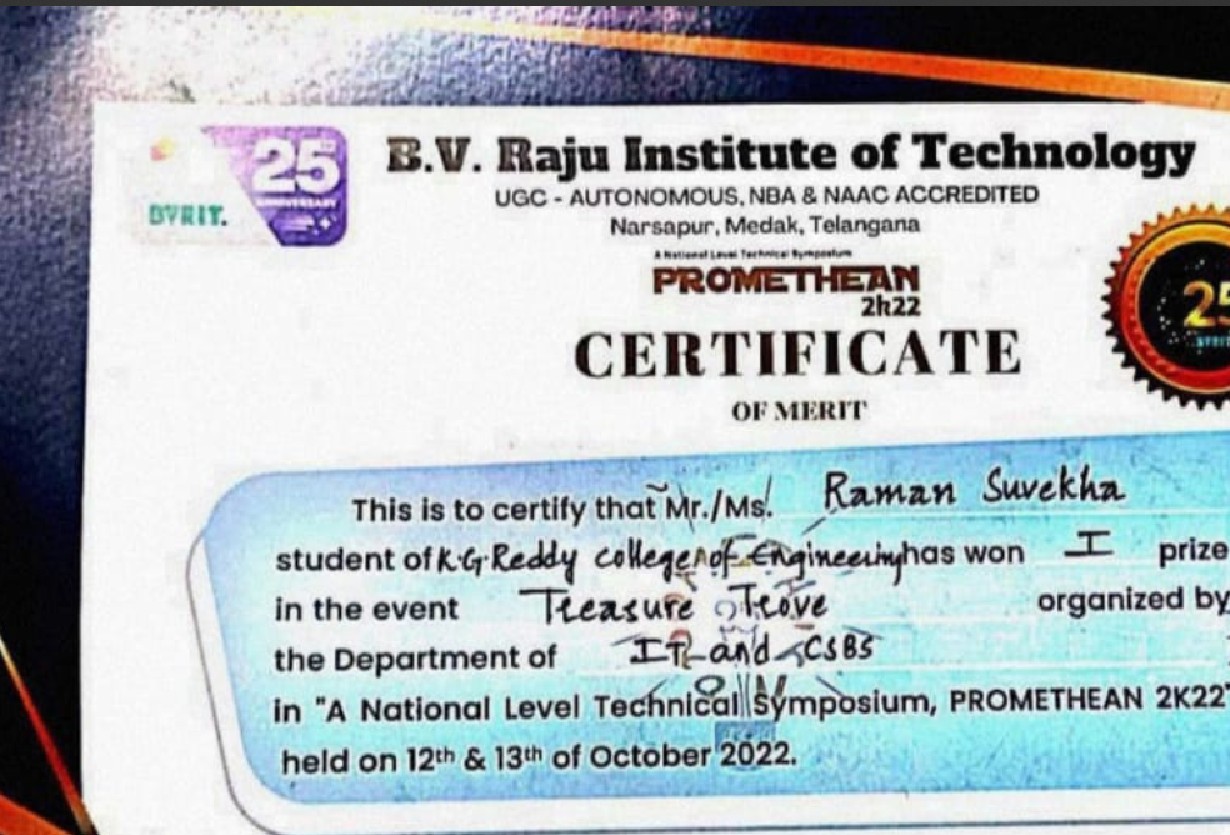 25
ANNIVERSARY
BVRIT.
B.V. Raju Institute of Technology
UGC - AUTONOMOUS, NBA & NAAC ACCREDITED
Narsapur, Medak, Telangana
A National Level Technical Symposium
PROMETHEAN
2k22
CERTIFICATE
OF MERIT
25
This is to certify that Mr./Ms. Raman Suvekha
student of K.G. Reddy college of Engineering has won I prize
in the event Treasure Trove organized by
the Department of IT and CSBS
in "A National Level Technical Symposium, PROMETHEAN 2K22"
held on 12th & 13th of October 2022.